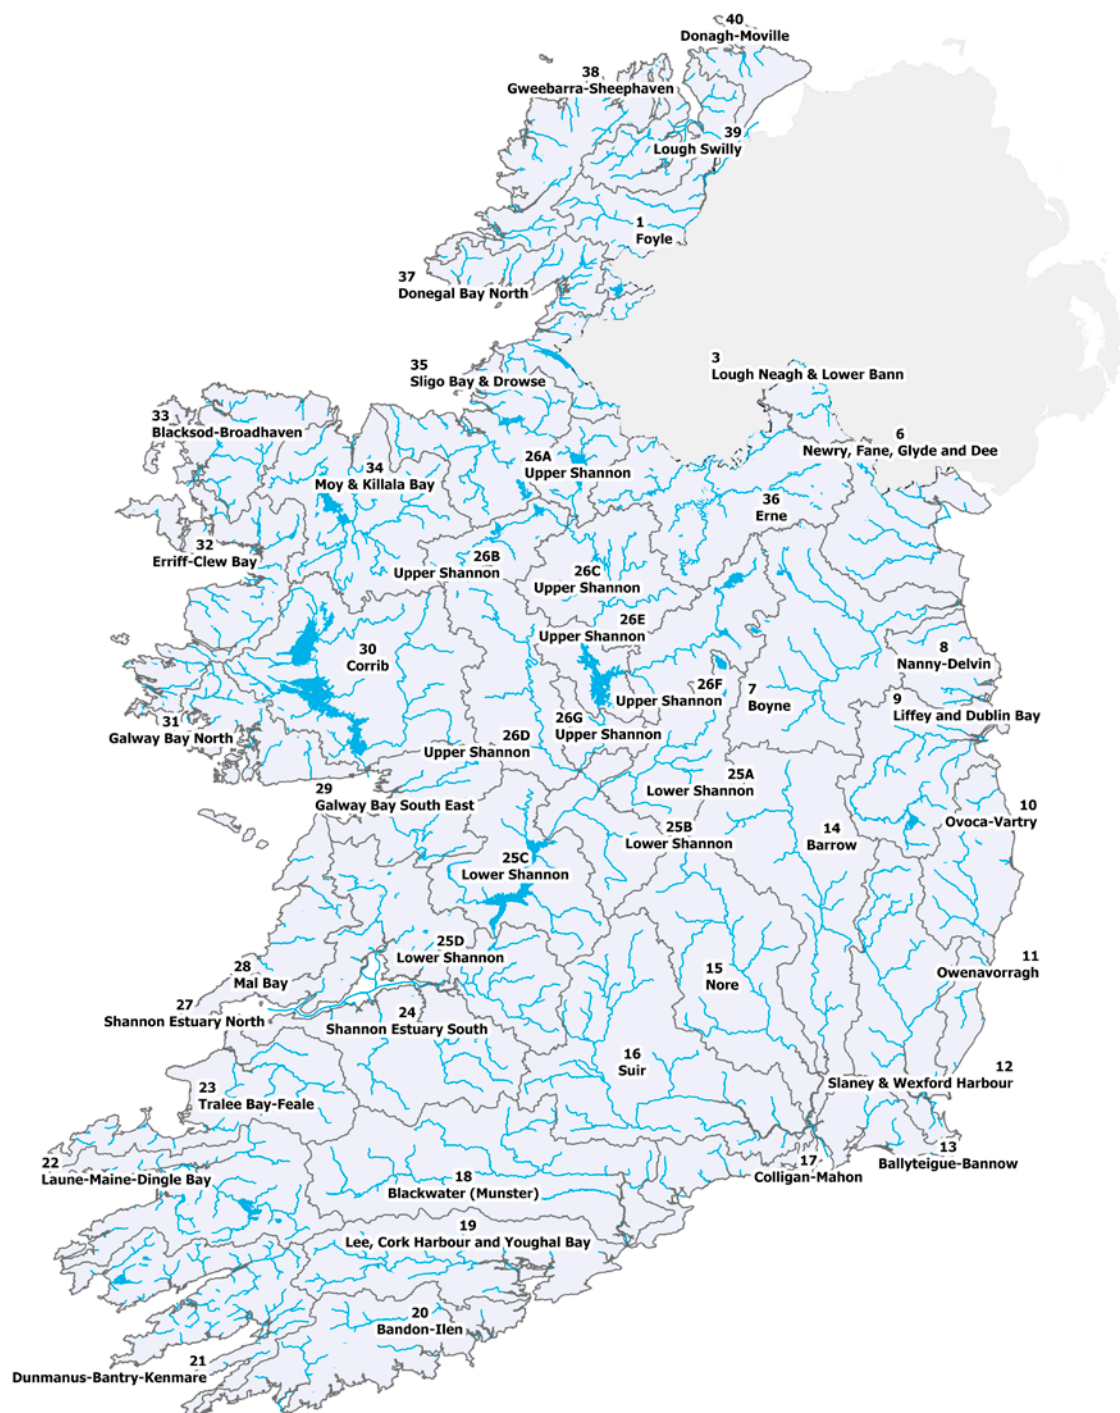 40
Donagh-Moville
38
Gweebarra-Sheephaven
39
Lough Swilly
1
Foyle
37
Donegal Bay North
3
Lough Neagh & Lower Bann
35
Sligo Bay & Drowse
33
Blacksod-Broadhaven
6
Newry, Fane, Glyde and Dee
26A
Upper Shannon
34
Moy & Killala Bay
36
Erne
32
Erriff-Clew Bay
26B
Upper Shannon
26C
Upper Shannon
26E
Upper Shannon
30
Corrib
8
Nanny-Delvin
26F
Upper Shannon
7
Boyne
9
Liffey and Dublin Bay
31
Galway Bay North
26G
Upper Shannon
26D
Upper Shannon
25A
Lower Shannon
29
Galway Bay South East
10
Ovoca-Vartry
25B
Lower Shannon
14
Barrow
25C
Lower Shannon
25D
Lower Shannon
11
Owenavorragh
28
Mal Bay
15
Nore
27
Shannon Estuary North
24
Shannon Estuary South
16
Suir
12
Slaney & Wexford Harbour
23
Tralee Bay-Feale
13
Ballyteigue-Bannow
22
Laune-Maine-Dingle Bay
17
Colligan-Mahon
18
Blackwater (Munster)
19
Lee, Cork Harbour and Youghal Bay
20
Bandon-Ilen
21
Dunmanus-Bantry-Kenmare